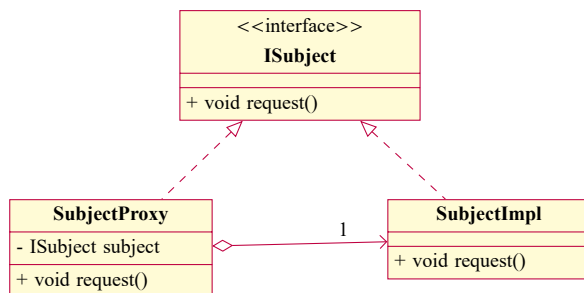 <<interface>>
ISubject
+ void request()
SubjectProxy
- ISubject subject
+ void request()
1
SubjectImpl
+ void request()